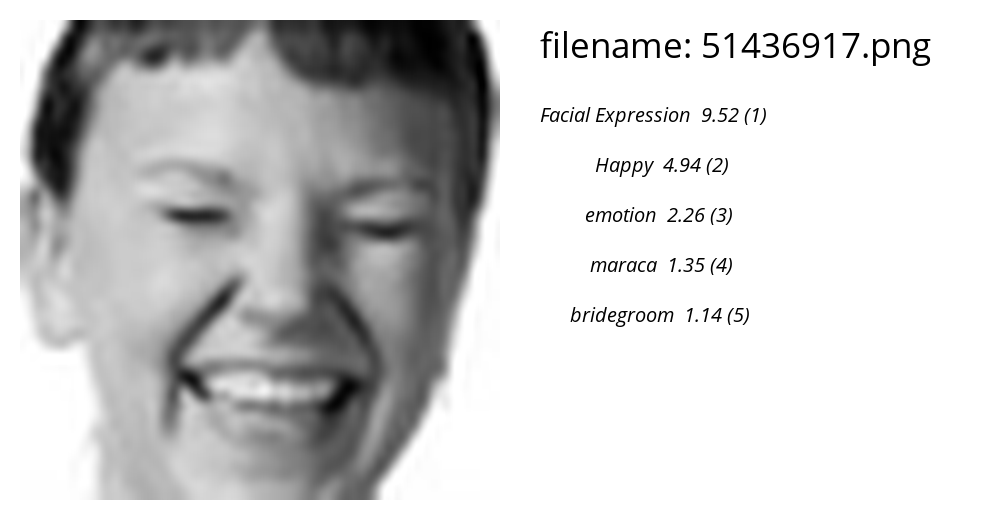 filename: 51436917.png
Facial Expression 9.52 (1)
Happy 4.94 (2)
emotion 2.26 (3)
maraca 1.35 (4)
bridegroom 1.14 (5)